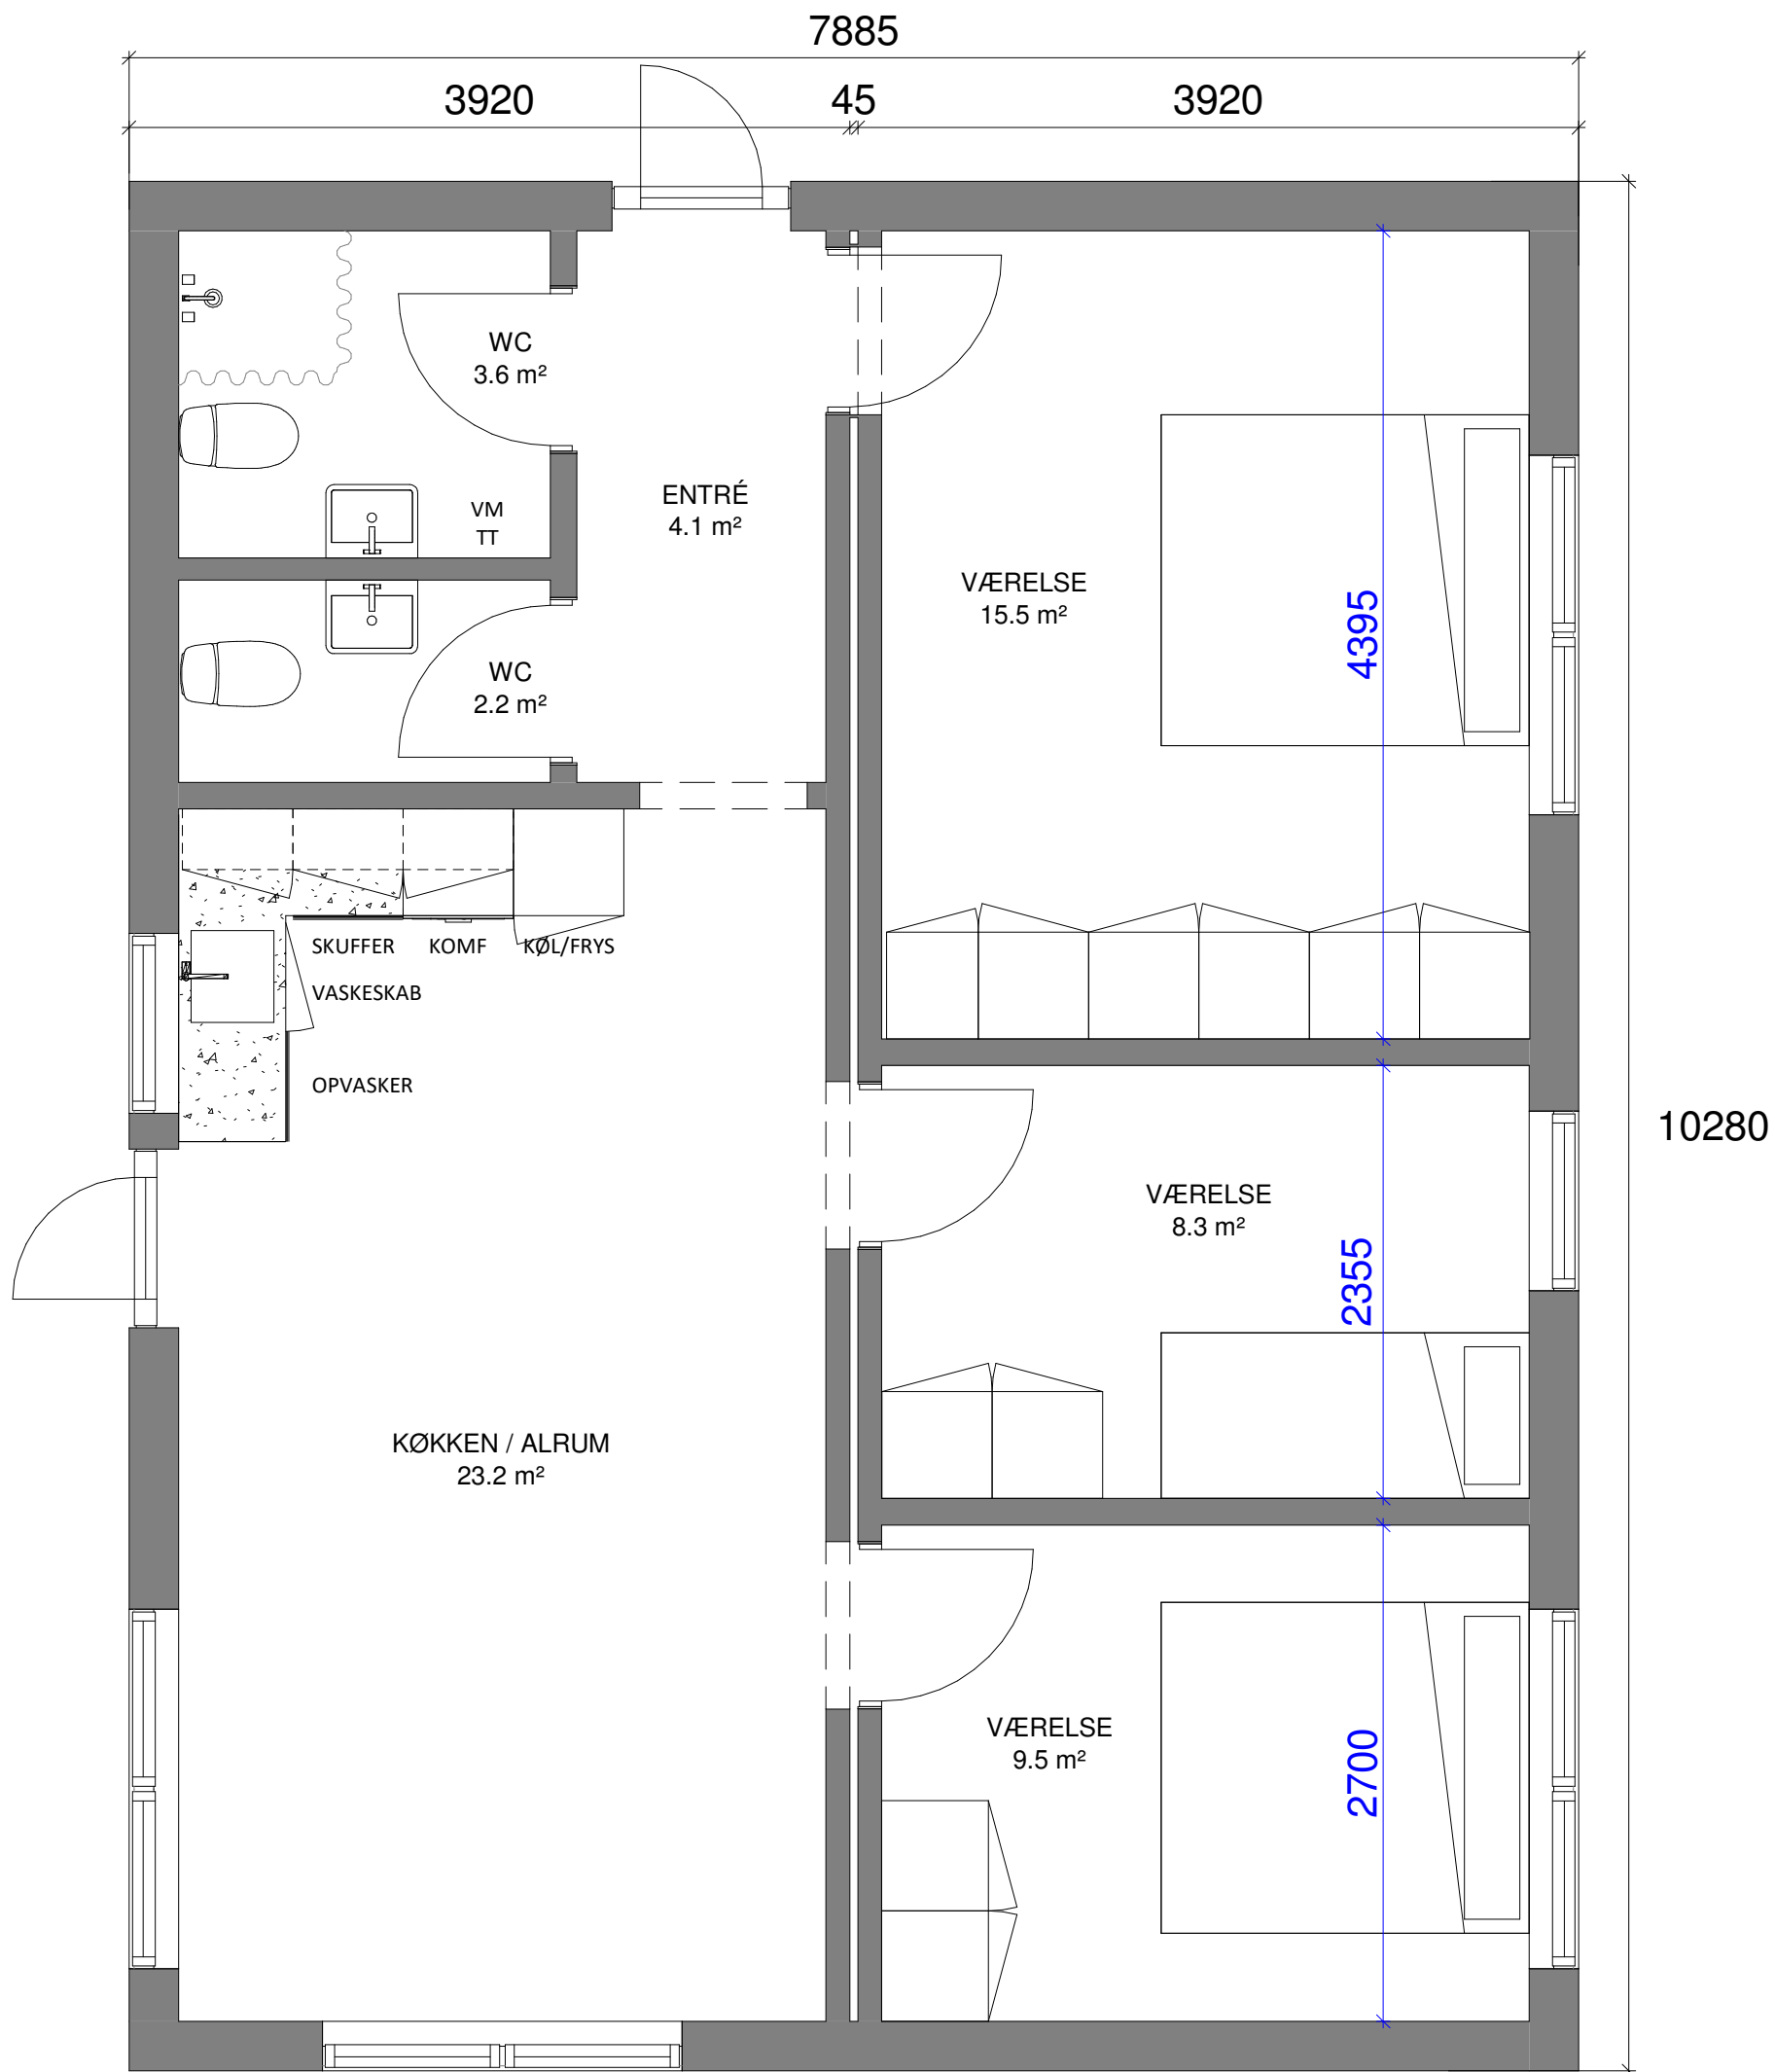 7885
3920
45
3920
WC
3.6 m²
VM
TT
ENTRÉ
4.1 m²
VÆRELSE
15.5 m²
4395
WC
2.2 m²
SKUFFER
KOMF
KØL/FRYS
VASKESKAB
OPVASKER
10280
VÆRELSE
8.3 m²
2355
KØKKEN / ALRUM
23.2 m²
VÆRELSE
9.5 m²
2700